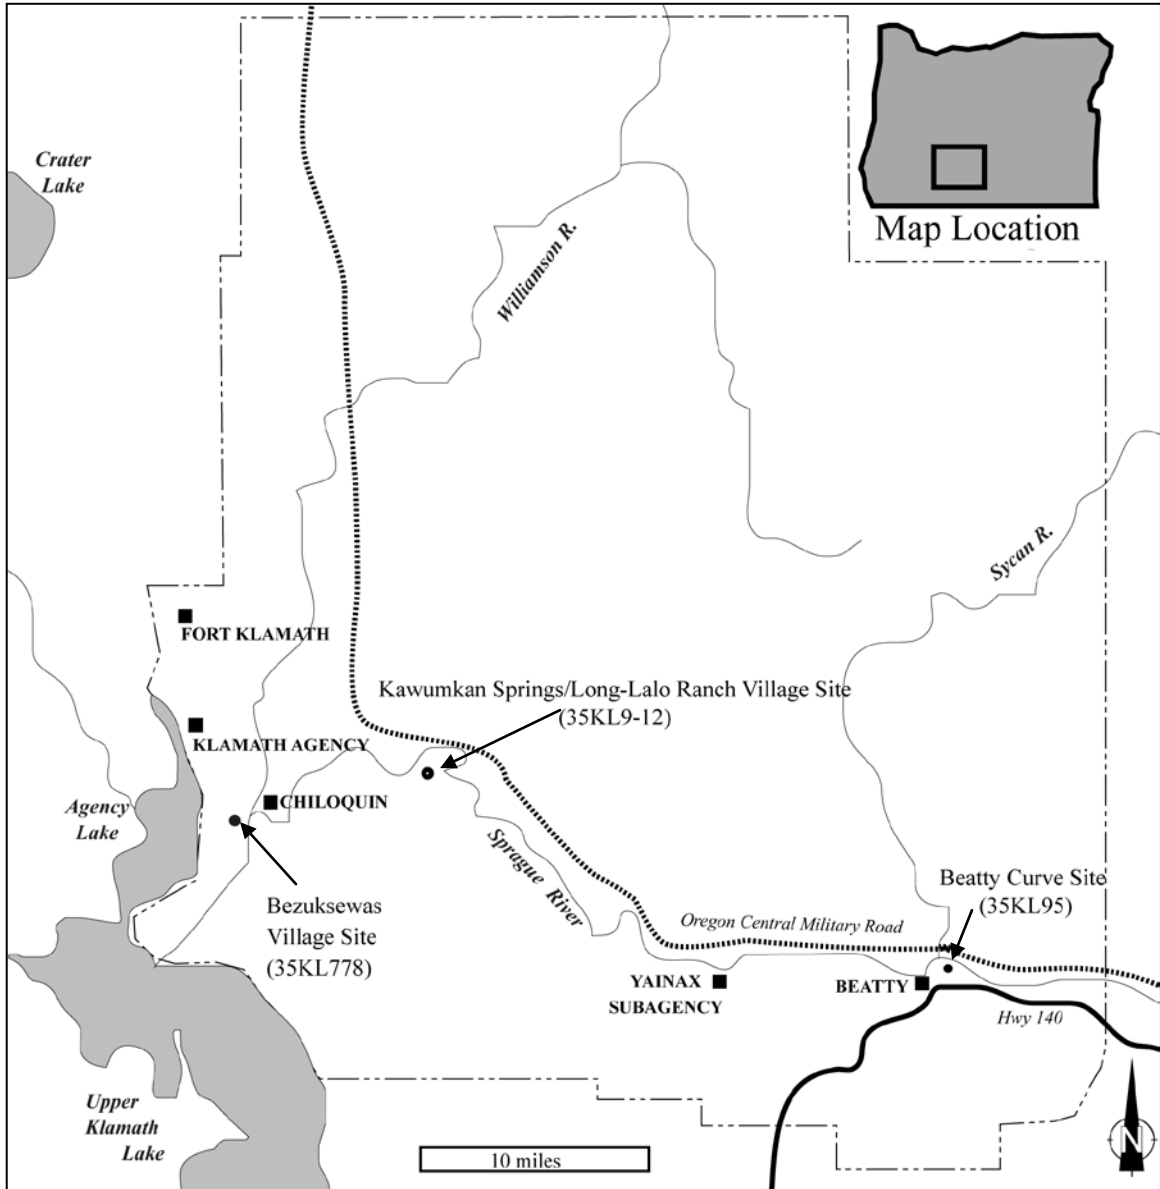 Crater
Lake
Map Location
Williamson R.
Sycan R.
FORT KLAMATH
Kawumkan Springs/Long-Lalo Ranch Village Site
(35KL9-12)
KLAMATH AGENCY
Agency
Lake
CHILOQUIN
Sprague River
Bezuksewas
Village Site
(35KL778)
Beatty Curve Site
(35KL95)
Oregon Central Military Road
YAINAX
SUBAGENCY
BEATTY
Hwy 140
Upper
Klamath
Lake
10 miles
N